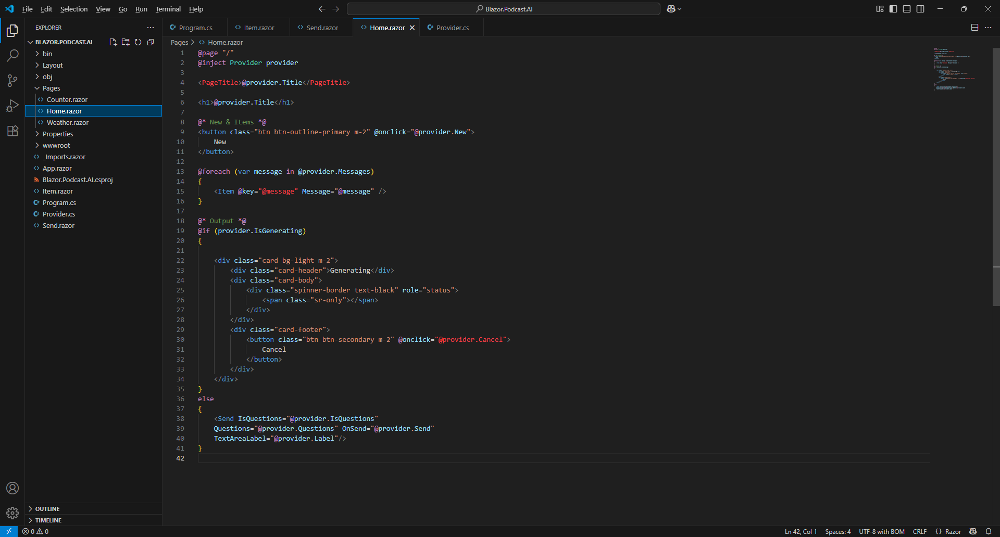 File Edit Selection View Go Run Terminal Help
Blazor.Podcast.AI
EXPLORER
BLAZOR.PODCAST.AI
bin
Layout
obj
Pages
Counter.razor
Home.razor
Weather.razor
Properties
wwwroot
_Imports.razor
App.razor
Blazor.Podcast.AI.csproj
Item.razor
Program.cs
Provider.cs
Send.razor
OUTLINE
TIMELINE
Program.cs Item.razor Send.razor Home.razor Provider.cs
Pages > Home.razor
1 @page "/"
2 @inject Provider provider
3
4 <PageTitle>@provider.Title</PageTitle>
5
6 <h1>@provider.Title</h1>
7
8 @* New & Items *@
9 <button class="btn btn-outline-primary m-2" @onclick="@provider.New">
10 New
11 </button>
12
13 @foreach (var message in @provider.Messages)
14 {
15 <Item @key="@message" Message="@message" />
16 }
17
18 @* Output *@
19 @if (provider.IsGenerating)
20 {
21
22 <div class="card bg-light m-2">
23 <div class="card-header">Generating</div>
24 <div class="card-body">
25 <div class="spinner-border text-black" role="status">
26 <span class="sr-only"></span>
27 </div>
28 </div>
29 <div class="card-footer">
30 <button class="btn btn-secondary m-2" @onclick="@provider.Cancel">
31 Cancel
32 </button>
33 </div>
34 </div>
35 }
36 else
37 {
38 <Send IsQuestions="@provider.IsQuestions"
39 Questions="@provider.Questions" OnSend="@provider.Send"
40 TextAreaLabel="@provider.Label"/>
41 }
42
0 0 Ln 42, Col 1 Spaces: 4 UTF-8 with BOM CRLF {} Razor